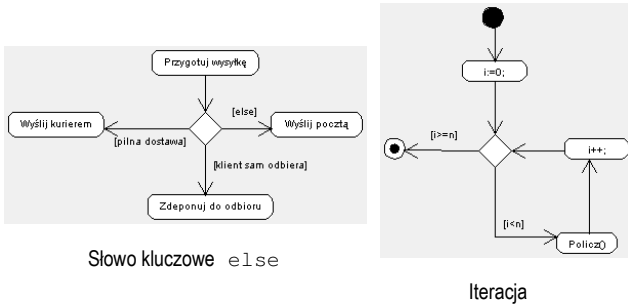 Przygotuj wysyłkę
Wyślij kurierem
[else]
Wyślij pocztą
[pilna dostawa]
[klient sam odbiera]
Zdeponuj do odbioru
Słowo kluczowe else
i:=0;
[i>=n]
i++;
[i<n]
Policz()
Iteracja